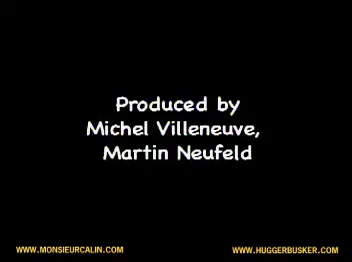 Produced by
Michel Villeneuve,
Martin Neufeld
WWW.MONSIEURCALIN.COM
WWW.HUGGERBUSKER.COM